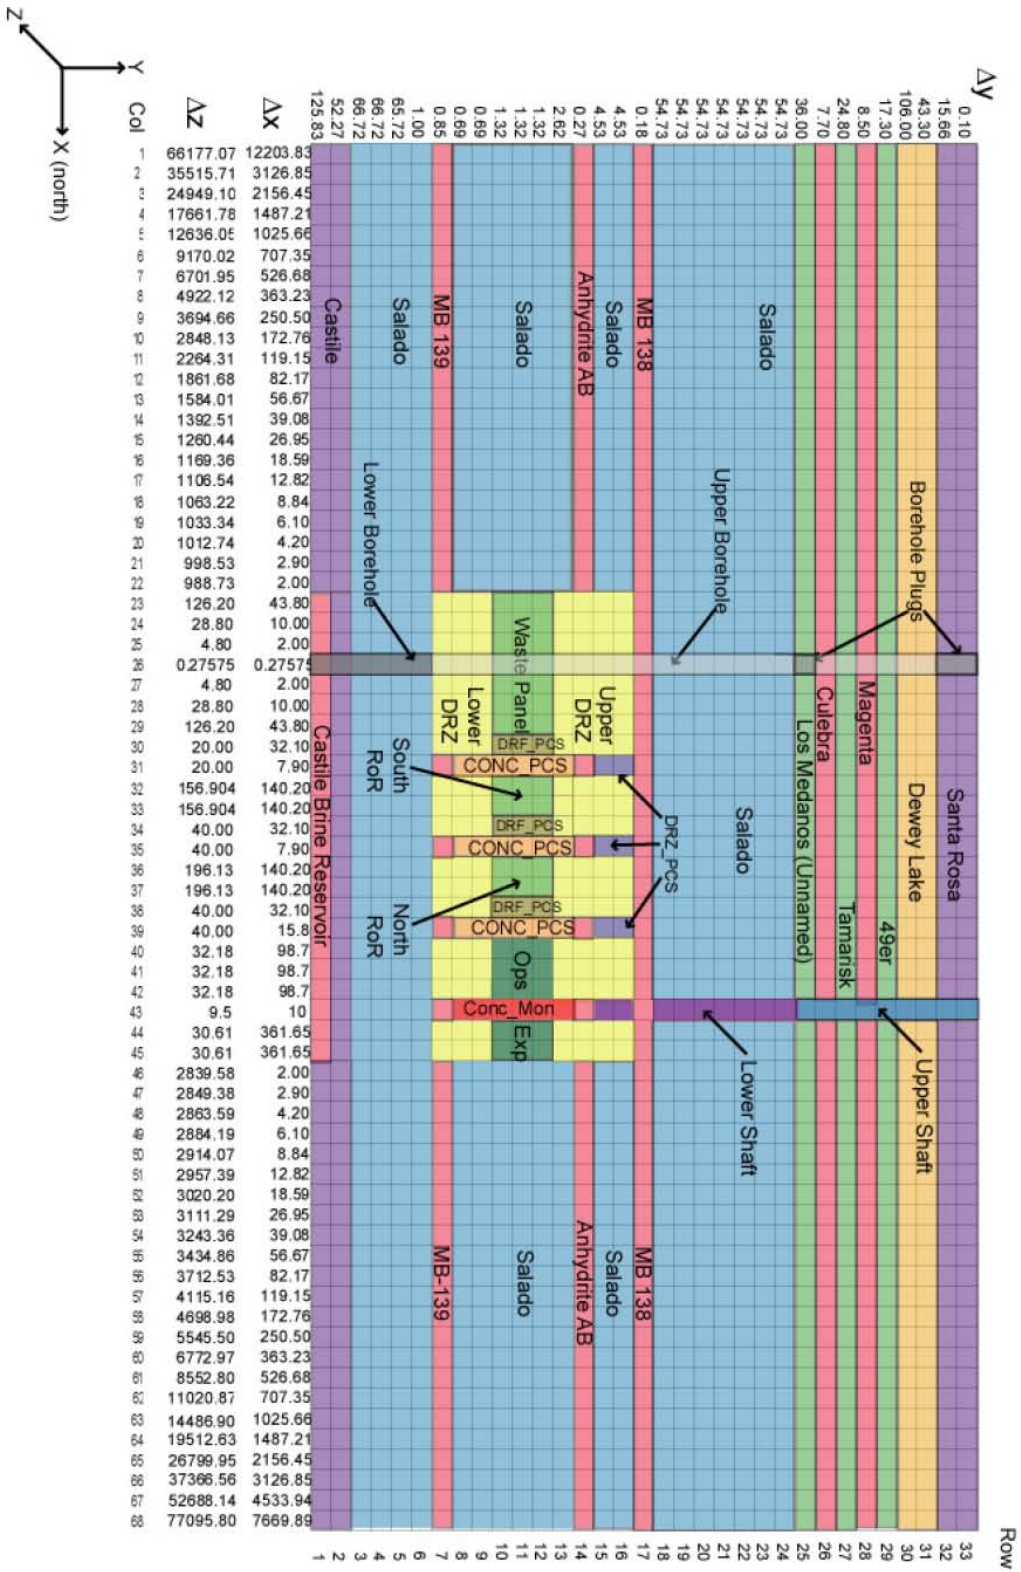 Δy
0.10
15.66
43.30
106.00
17.30
8.50
24.80
7.70
36.00
54.73
54.73
54.73
54.73
54.73
54.73
54.73
0.18
4.53
4.53
0.27
2.62
1.32
1.32
1.32
0.69
0.69
0.85
1.00
65.72
66.72
66.72
52.27
125.83
Z
Y
X (north)
Col Δz Δx
1 66177.07 12203.83
2 35515.71 3126.85
3 24949.10 2156.45
4 17661.78 1487.21
5 12636.05 1025.66
6 9170.02 707.35
7 6701.95 526.68
8 4922.12 363.23
9 3694.66 250.50
10 2848.13 172.76
11 2264.31 119.15
12 1861.68 82.17
13 1584.01 56.67
14 1392.51 39.08
15 1260.44 26.95
16 1169.36 18.59
17 1106.54 12.82
18 1063.22 8.84
19 1033.34 6.10
20 1012.74 4.20
21 998.53 2.90
22 988.73 2.00
23 126.20 43.80
24 28.80 10.00
25 4.80 2.00
26 0.27575 0.27575
27 4.80 2.00
28 28.80 10.00
29 126.20 43.80
30 20.00 32.10
31 20.00 7.90
32 156.904 140.20
33 156.904 140.20
34 40.00 32.10
35 40.00 7.90
36 196.13 140.20
37 196.13 140.20
38 40.00 32.10
39 40.00 15.8
40 32.18 98.7
41 32.18 98.7
42 32.18 98.7
43 9.5 10
44 30.61 361.65
45 30.61 361.65
46 2839.58 2.00
47 2849.38 2.90
48 2863.59 4.20
49 2884.19 6.10
50 2914.07 8.84
51 2957.39 12.82
52 3020.20 18.59
53 3111.29 26.95
54 3243.36 39.08
55 3434.86 56.67
56 3712.53 82.17
57 4115.16 119.15
58 4698.98 172.76
59 5545.50 250.50
60 6772.97 363.23
61 8552.80 526.68
62 11020.87 707.35
63 14486.90 1025.66
64 19512.63 1487.21
65 26799.95 2156.45
66 37366.56 3126.85
67 52688.14 4533.94
68 77095.80 7669.89
Salado
MB 138
Salado
Anhydrite AB
Salado
MB 139
Salado
Castile
Borehole Plugs
Upper Borehole
Lower Borehole
Santa Rosa
Dewey Lake
49er
Magenta
Tamarisk
Culebra
Los Medanos (Unnamed)
Salado
DRZ_PCS
Upper
DRZ
Waste Panel
Lower
DRZ
DRF_PCS
CONC_PCS
South
RoR
DRF_PCS
CONC_PCS
North
RoR
DRF_PCS
CONC_PCS
Ops
Conc_Mon
Exp
Castile Brine Reservoir
Upper Shaft
Lower Shaft
MB 138
Salado
Anhydrite AB
Salado
MB-139
Row
33
32
31
30
29
28
27
26
25
24
23
22
21
20
19
18
17
16
15
14
13
12
11
10
9
8
7
6
5
4
3
2
1